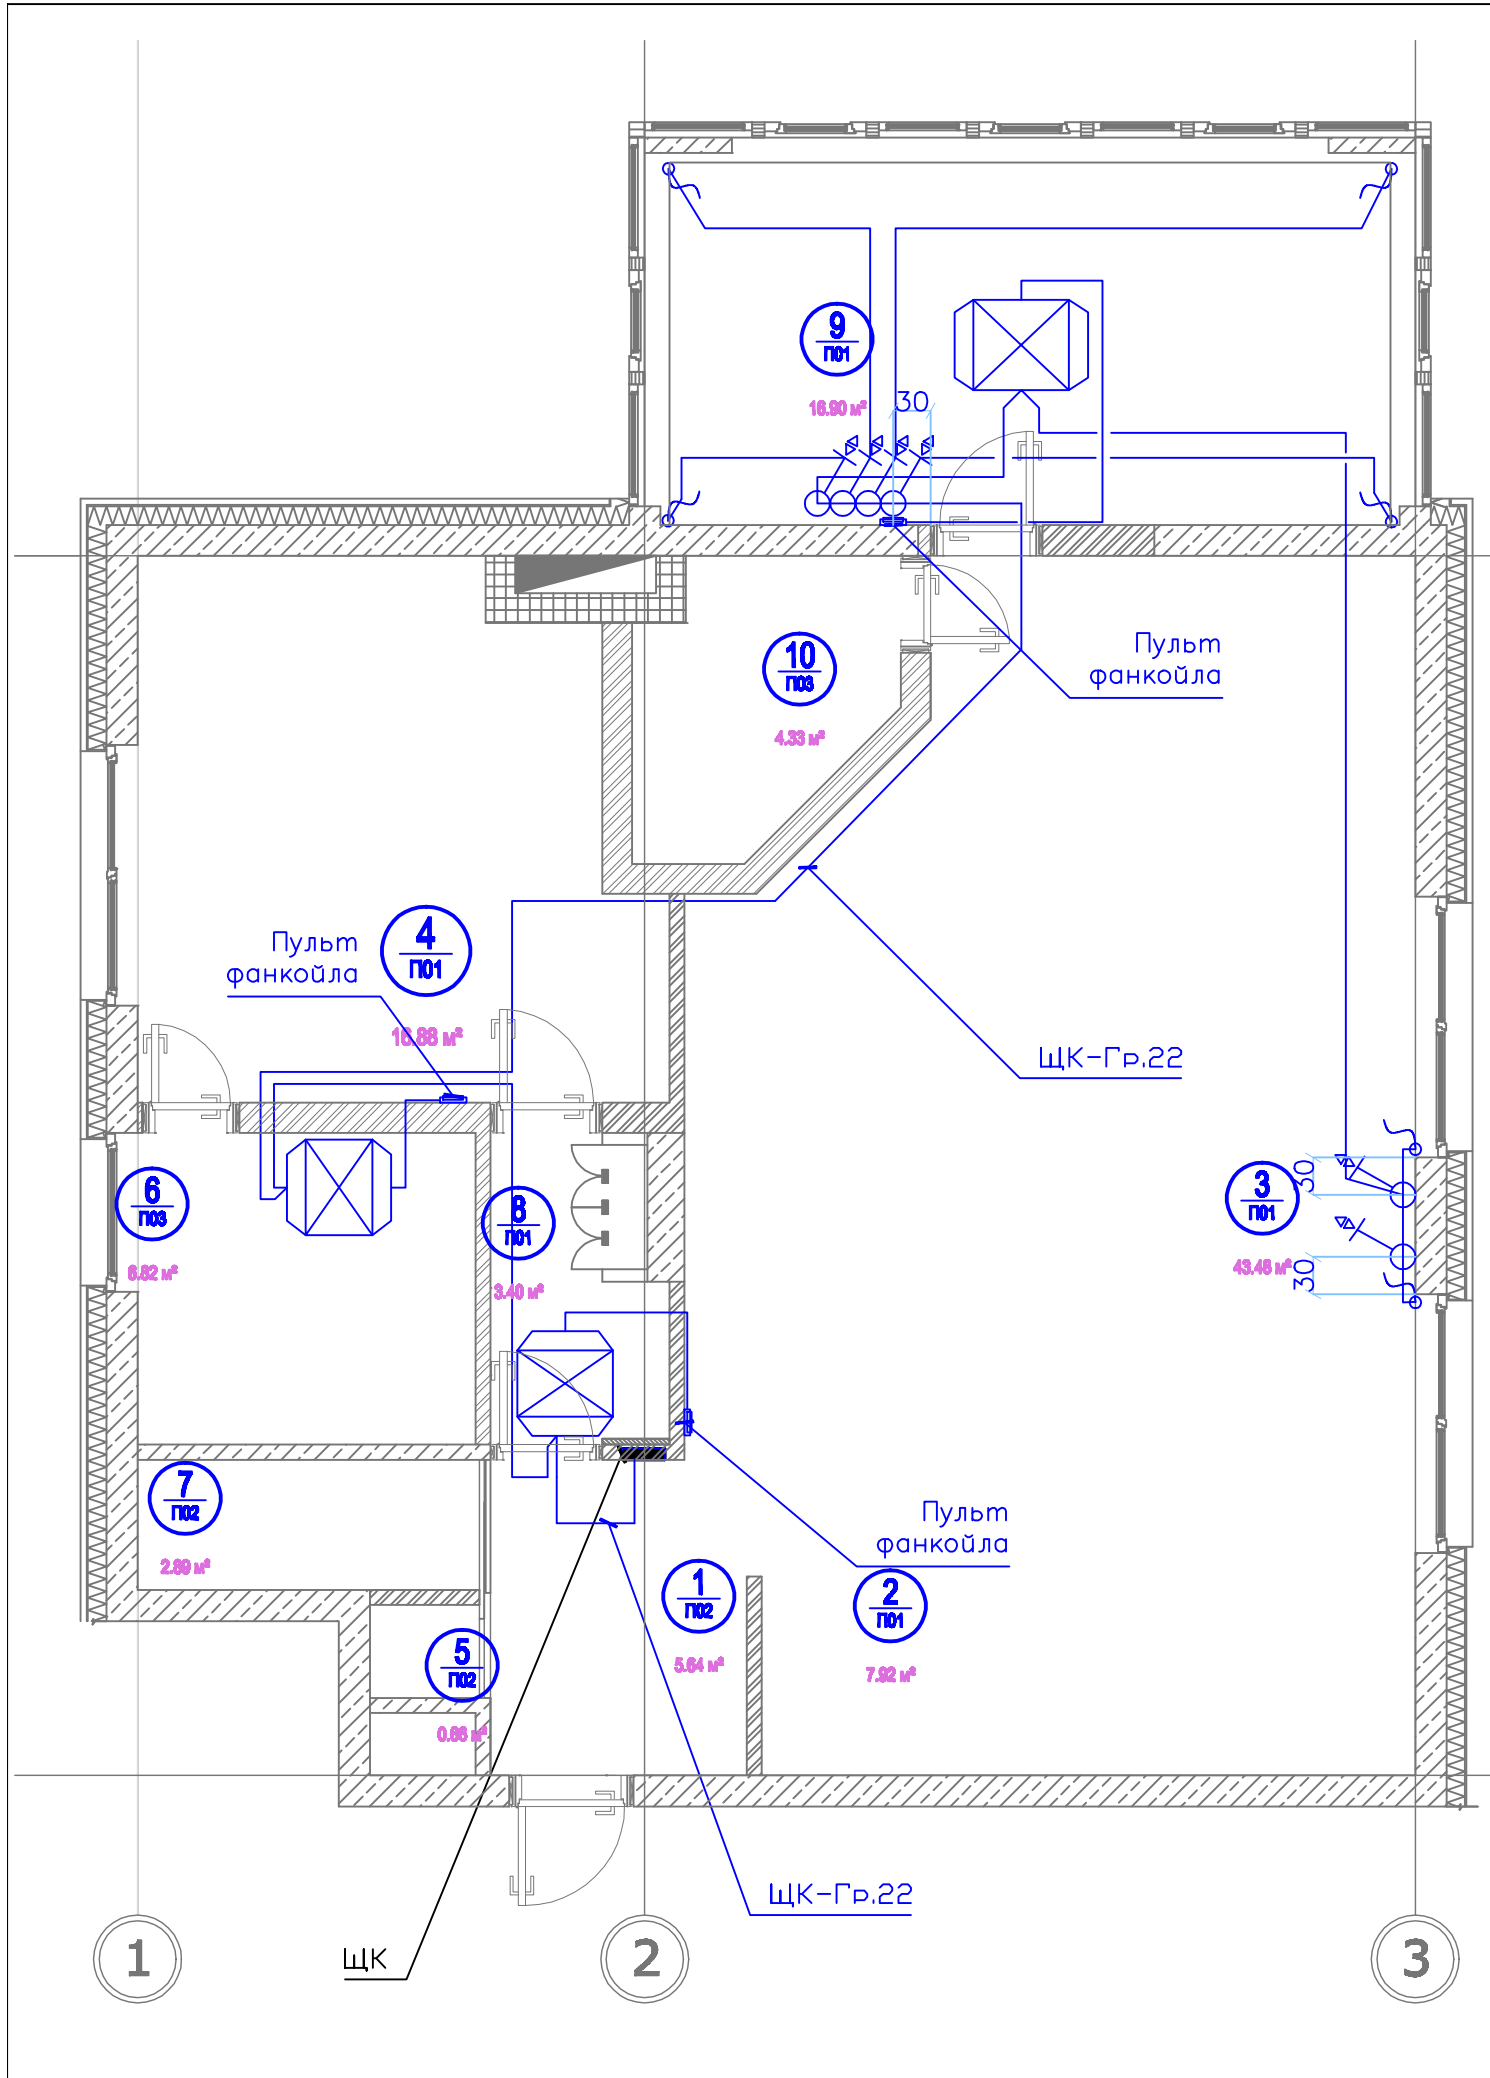 9
П01
16.90 м²
30
Пульт
фанкойла
10
П03
4.33 м²
4
П01
Пульт
фанкойла
16.88 м²
ЩК-Гр.22
6
П03
6.82 м²
8
П01
3.40 м²
3
П01
43.48 м²
30
30
7
П02
2.89 м²
Пульт
фанкойла
1
П02
5.64 м²
2
П01
7.92 м²
5
П02
0.88 м²
ЩК-Гр.22
ЩК
1
2
3